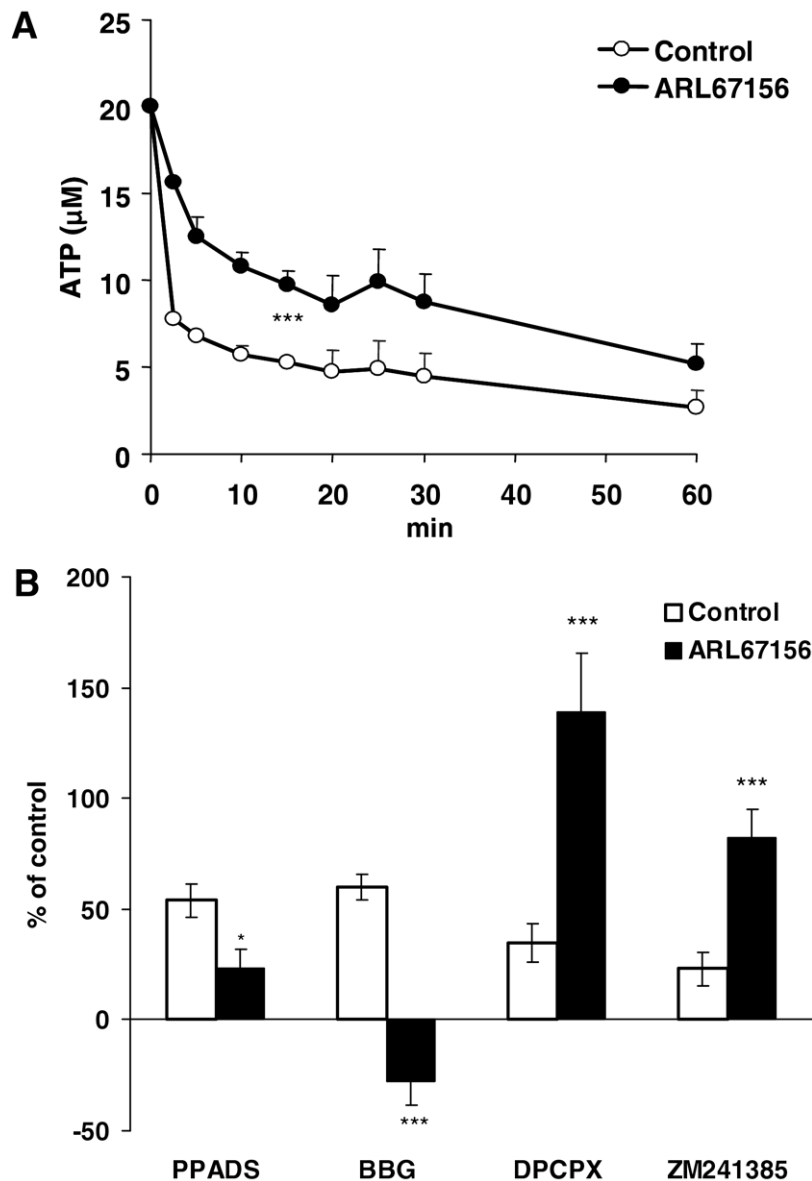 A
25
20
15
10
5
0
ATP (µM)
Control
ARL67156
***
0 10 20 30 40 50 60
min
B
200
150
100
50
0
-50
% of control
Control
ARL67156
*
***
***
***
PPADS BBG DPCPX ZM241385